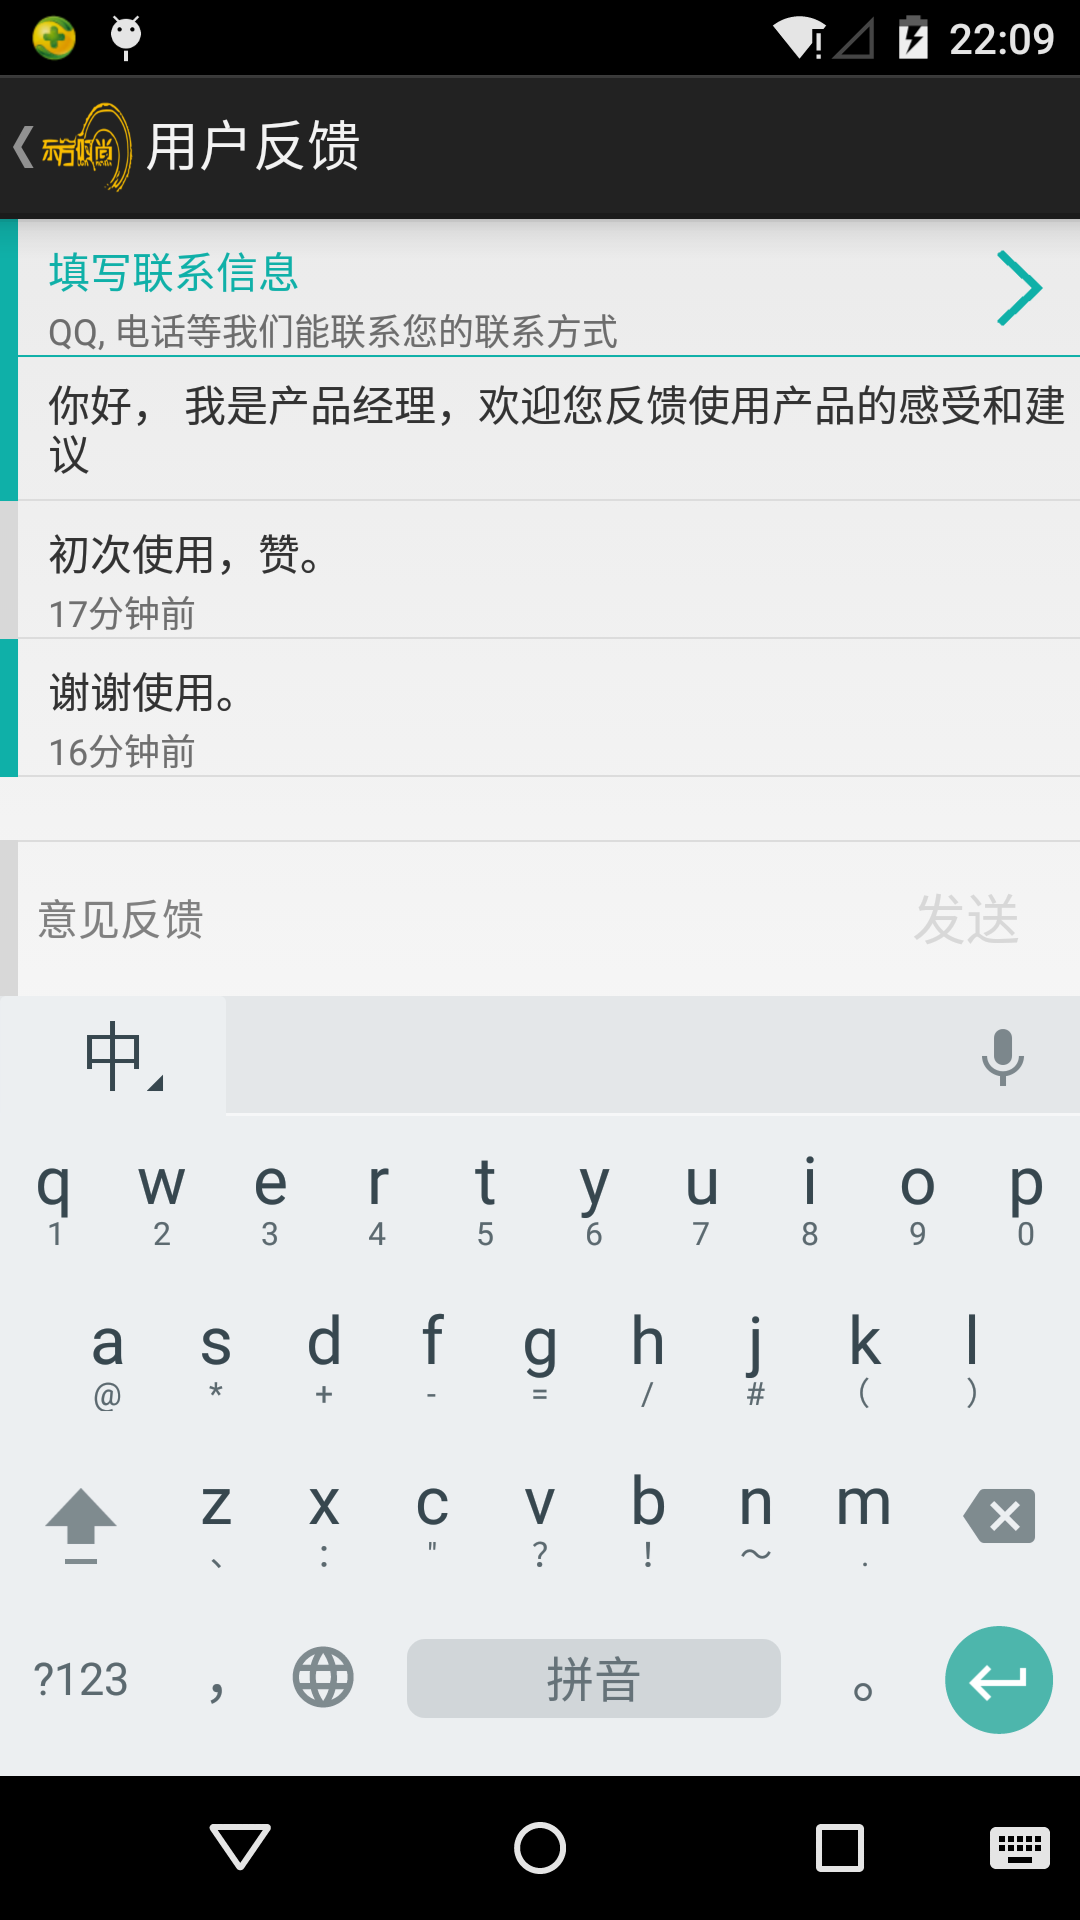 22:09
东方时尚 用户反馈
填写联系信息
QQ, 电话等我们能联系您的联系方式
你好， 我是产品经理，欢迎您反馈使用产品的感受和建
议
初次使用，赞。
17分钟前
谢谢使用。
16分钟前
意见反馈 发送
中
q w e r t y u i o p
1 2 3 4 5 6 7 8 9 0
a s d f g h j k l
@ * + - = / # （ ）
z x c v b n m
、 : " ? ! ～ .
?123 ， 拼音 。